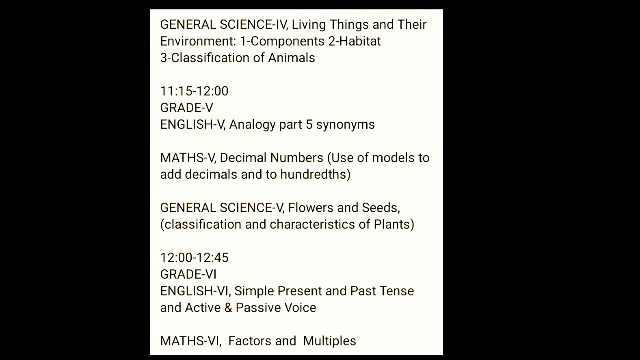 GENERAL SCIENCE-IV, Living Things and Their
Environment: 1-Components 2-Habitat
3-Classification of Animals
11:15-12:00
GRADE-V
ENGLISH-V, Analogy part 5 synonyms
MATHS-V, Decimal Numbers (Use of models to
add decimals and to hundredths)
GENERAL SCIENCE-V, Flowers and Seeds,
(classification and characteristics of Plants)
12:00-12:45
GRADE-VI
ENGLISH-VI, Simple Present and Past Tense
and Active & Passive Voice
MATHS-VI, Factors and Multiples